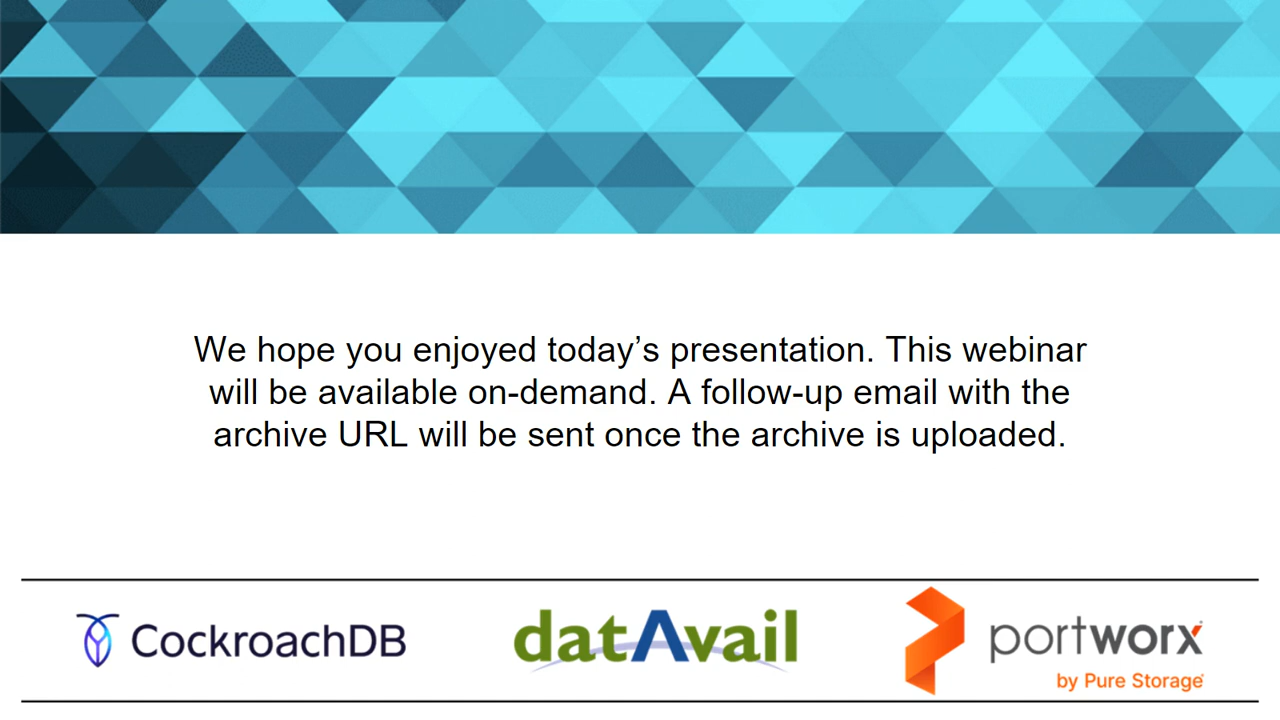 We hope you enjoyed today’s presentation. This webinar
will be available on-demand. A follow-up email with the
archive URL will be sent once the archive is uploaded.
CockroachDB
datAvail
portworx
by Pure Storage